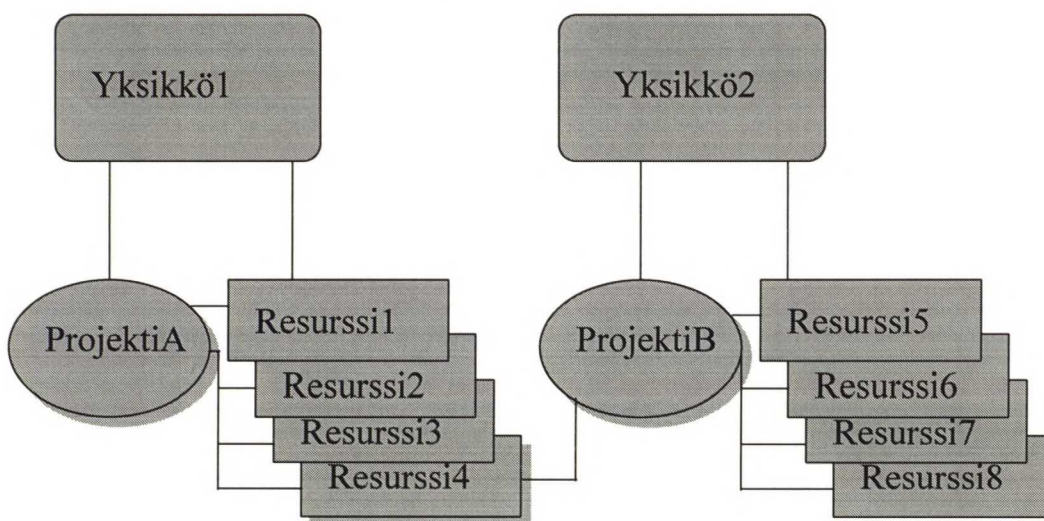 Yksikkö1
Yksikkö2
ProjektiA
Resurssi1
Resurssi2
Resurssi3
Resurssi4
ProjektiB
Resurssi5
Resurssi6
Resurssi7
Resurssi8